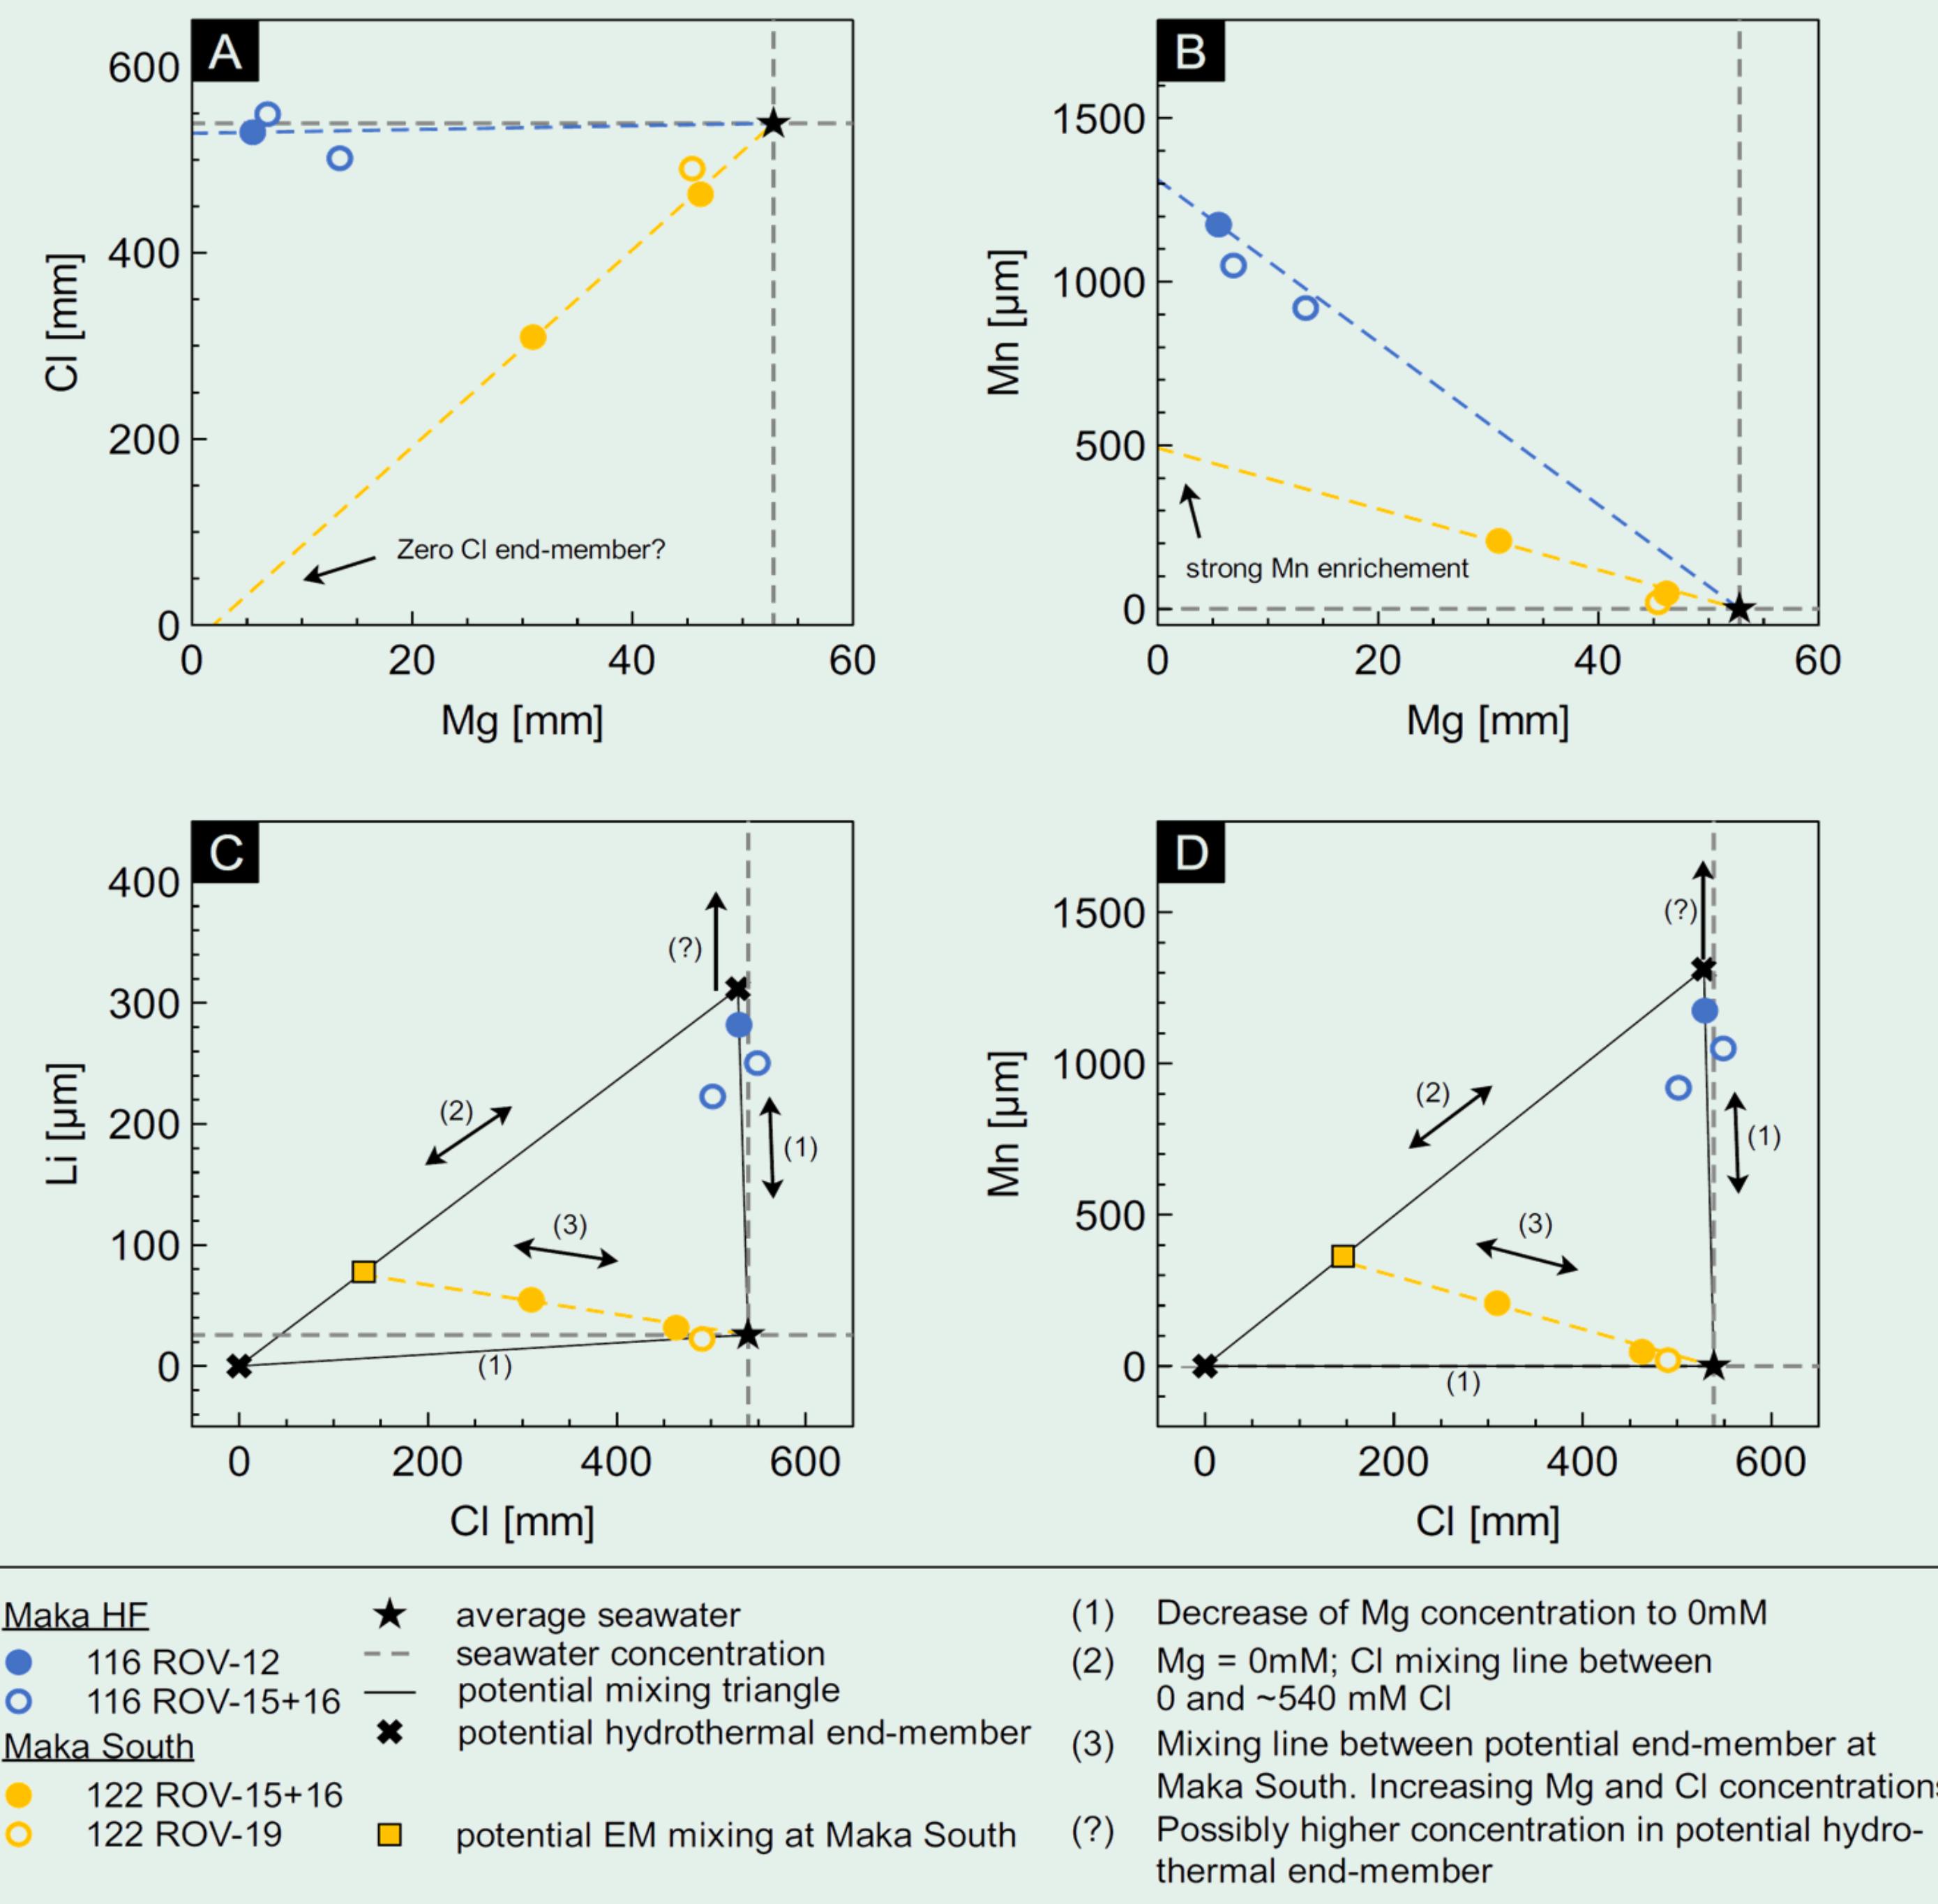 A
600
400
200
0
Cl [mm]
Zero Cl end-member?
0 20 40 60
Mg [mm]
B
1500
1000
500
0
Mn [µm]
strong Mn enrichement
0 20 40 60
Mg [mm]
C
400
300
200
100
0
Li [µm]
(?)
(2)
(1)
(3)
(1)
0 200 400 600
Cl [mm]
D
1500
1000
500
0
Mn [µm]
(?)
(2)
(1)
(3)
(1)
0 200 400 600
Cl [mm]
Maka HF
116 ROV-12
116 ROV-15+16
Maka South
122 ROV-15+16
122 ROV-19
average seawater
seawater concentration
potential mixing triangle
potential hydrothermal end-member
potential EM mixing at Maka South
(1) Decrease of Mg concentration to 0mM
(2) Mg = 0mM; Cl mixing line between
0 and ~540 mM Cl
(3) Mixing line between potential end-member at
Maka South. Increasing Mg and Cl concentrations
(?) Possibly higher concentration in potential hydro-
thermal end-member